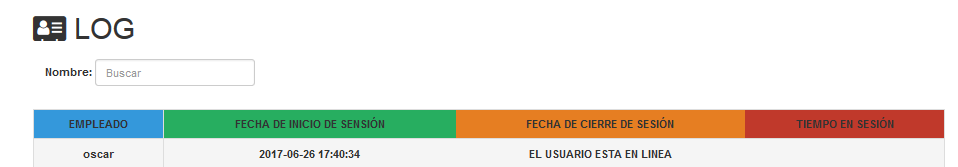 LOG
Nombre: Buscar
EMPLEADO FECHA DE INICIO DE SENSIÓN FECHA DE CIERRE DE SESIÓN TIEMPO EN SESIÓN
oscar 2017-06-26 17:40:34 EL USUARIO ESTA EN LINEA